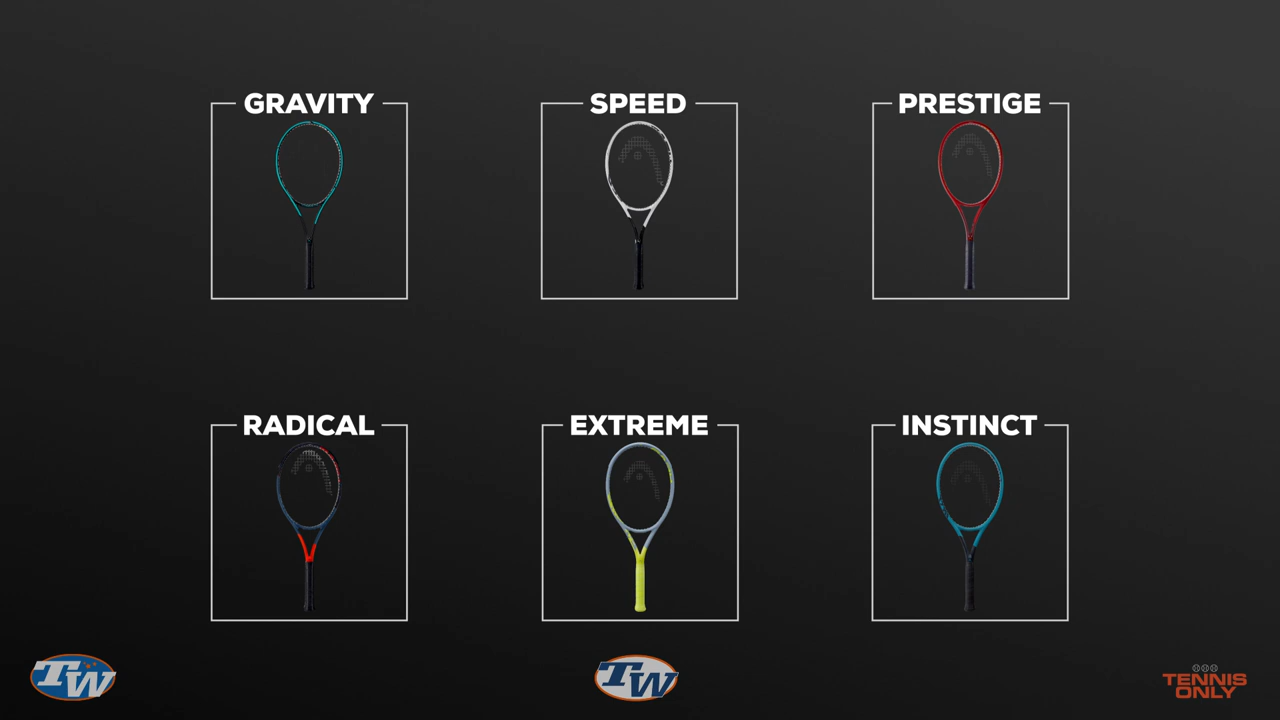 GRAVITY
SPEED
PRESTIGE
RADICAL
EXTREME
INSTINCT
TW
TW
TENNIS
ONLY